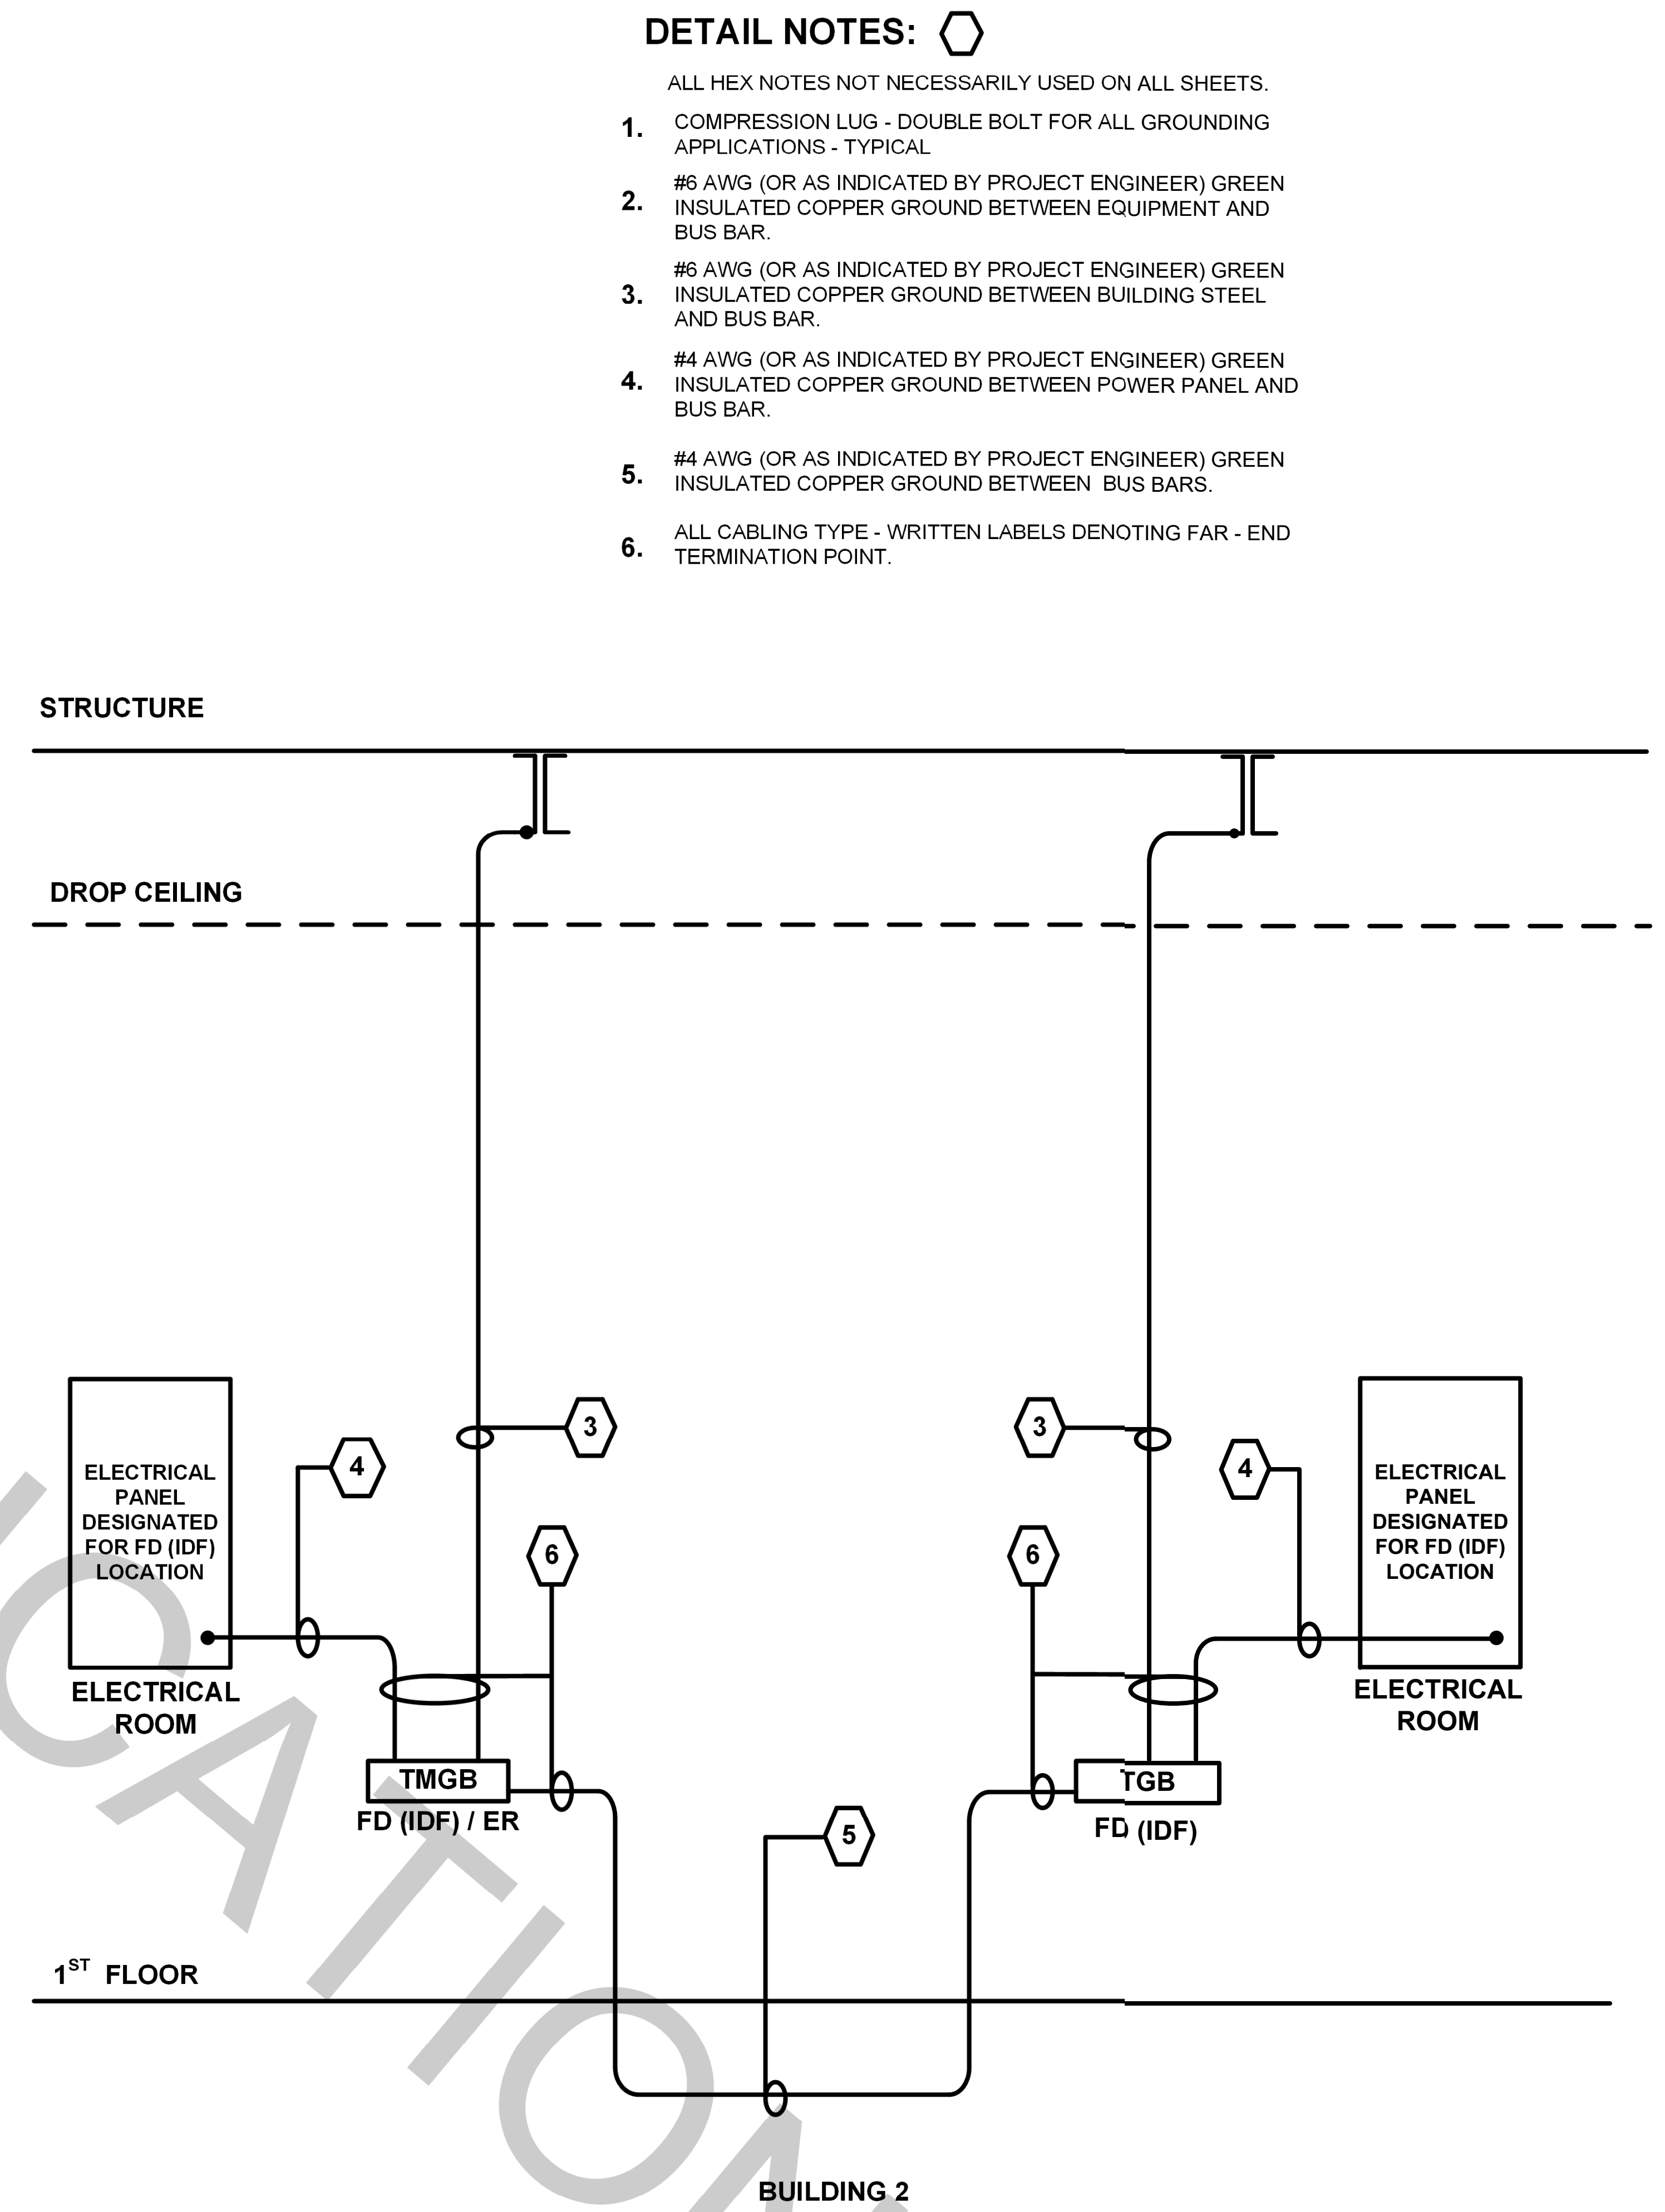 DETAIL NOTES:
ALL HEX NOTES NOT NECESSARILY USED ON ALL SHEETS.
1. COMPRESSION LUG - DOUBLE BOLT FOR ALL GROUNDING
APPLICATIONS - TYPICAL
2. #6 AWG (OR AS INDICATED BY PROJECT ENGINEER) GREEN
INSULATED COPPER GROUND BETWEEN EQUIPMENT AND
BUS BAR.
3. #6 AWG (OR AS INDICATED BY PROJECT ENGINEER) GREEN
INSULATED COPPER GROUND BETWEEN BUILDING STEEL
AND BUS BAR.
4. #4 AWG (OR AS INDICATED BY PROJECT ENGINEER) GREEN
INSULATED COPPER GROUND BETWEEN POWER PANEL AND
BUS BAR.
5. #4 AWG (OR AS INDICATED BY PROJECT ENGINEER) GREEN
INSULATED COPPER GROUND BETWEEN BUS BARS.
6. ALL CABLING TYPE - WRITTEN LABELS DENOTING FAR - END
TERMINATION POINT.
STRUCTURE
DROP CEILING
ELECTRICAL
PANEL
DESIGNATED
FOR FD (IDF)
LOCATION
ELECTRICAL
ROOM
4
3
6
TMGB
FD (IDF) / ER
5
3
6
4
TGB
FD (IDF)
ELECTRICAL
PANEL
DESIGNATED
FOR FD (IDF)
LOCATION
ELECTRICAL
ROOM
1ST FLOOR
BUILDING 2